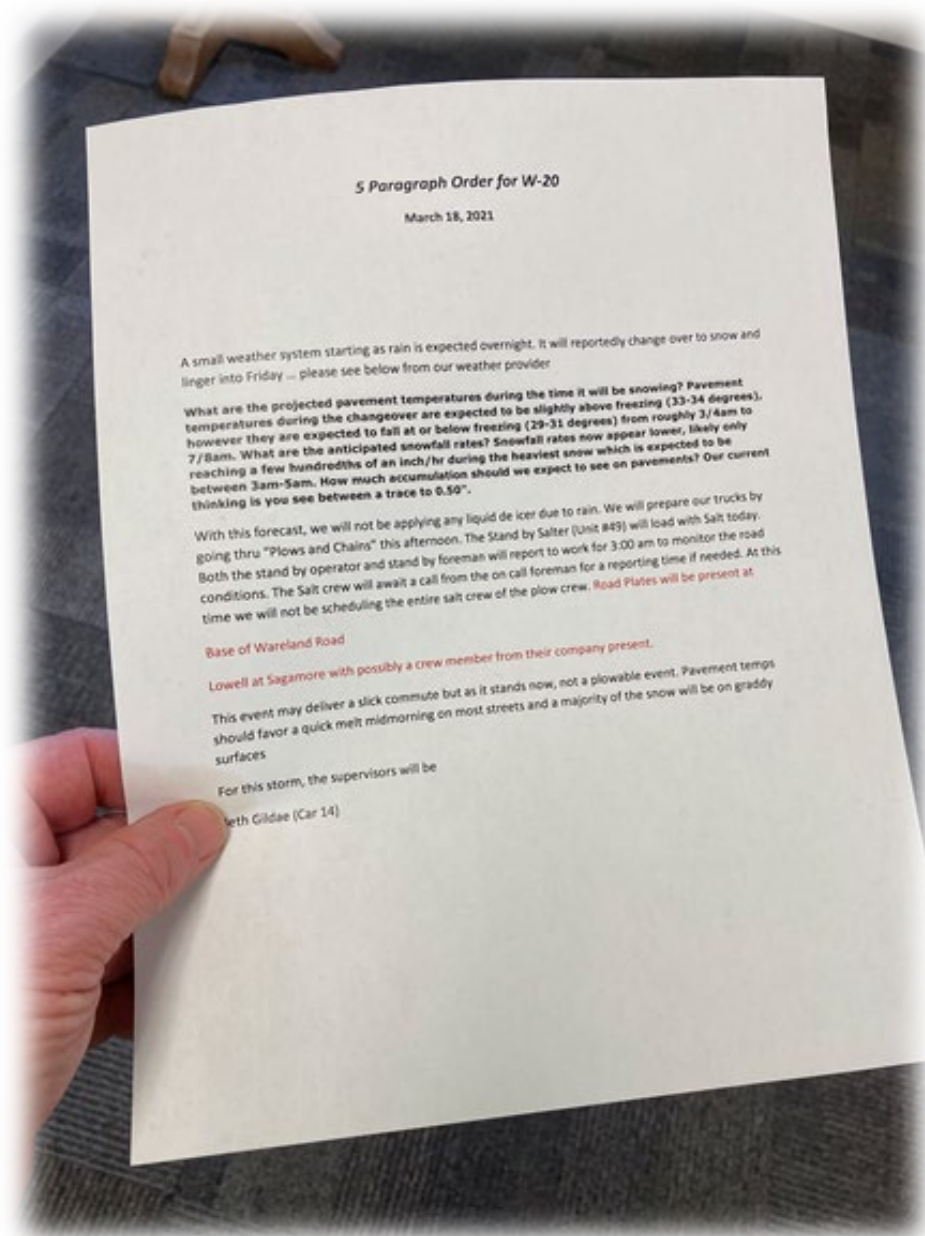 5 Paragraph Order for W-20
March 18, 2021
A small weather system starting as rain is expected overnight. It will reportedly change over to snow and
linger into Friday ... please see below from our weather provider
What are the projected pavement temperatures during the time it will be snowing? Pavement
temperatures during the changeover are expected to be slightly above freezing (33-34 degrees),
however they are expected to fall at or below freezing (29-31 degrees) from roughly 3/4am to
7/8am. What are the anticipated snowfall rates? Snowfall rates now appear lower, likely only
reaching a few hundredths of an inch/hr during the heaviest snow which is expected to be
between 3am-5am. How much accumulation should we expect to see on pavements? Our current
thinking is you see between a trace to 0.50".
With this forecast, we will not be applying any liquid de icer due to rain. We will prepare our trucks by
going thru "Plows and Chains" this afternoon. The Stand by Salter (Unit #49) will load with Salt today.
Both the stand by operator and stand by foreman will report to work for 3:00 am to monitor the road
conditions. The Salt crew will await a call from the on call foreman for a reporting time if needed. At this
time we will not be scheduling the entire salt crew of the plow crew. Road Plates will be present at
Base of Wareland Road
Lowell at Sagamore with possibly a crew member from their company present.
This event may deliver a slick commute but as it stands now, not a plowable event. Pavement temps
should favor a quick melt midmorning on most streets and a majority of the snow will be on graddy
surfaces
For this storm, the supervisors will be
Gildae (Car 14)